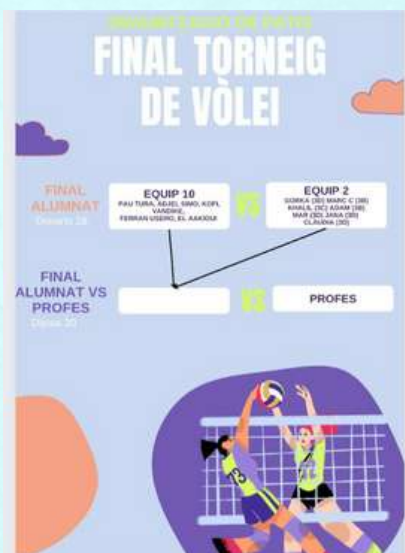 FINAL TORNEIG
DE VÒLEI
FINAL
ALUMNAT
EQUIP 10
PAU TURA, ADJEI, SIMO, KOFI,
VANDIKE,
FERRAN USERO, EL AAKIOUI
VS
EQUIP 2
GORKA (3D) MARC C (3B)
KHALIL (3C) ADAM (3B)
MAR (3D) JANA (3D)
CLAUDIA (3D)
FINAL
ALUMNAT VS
PROFES
VS
PROFES